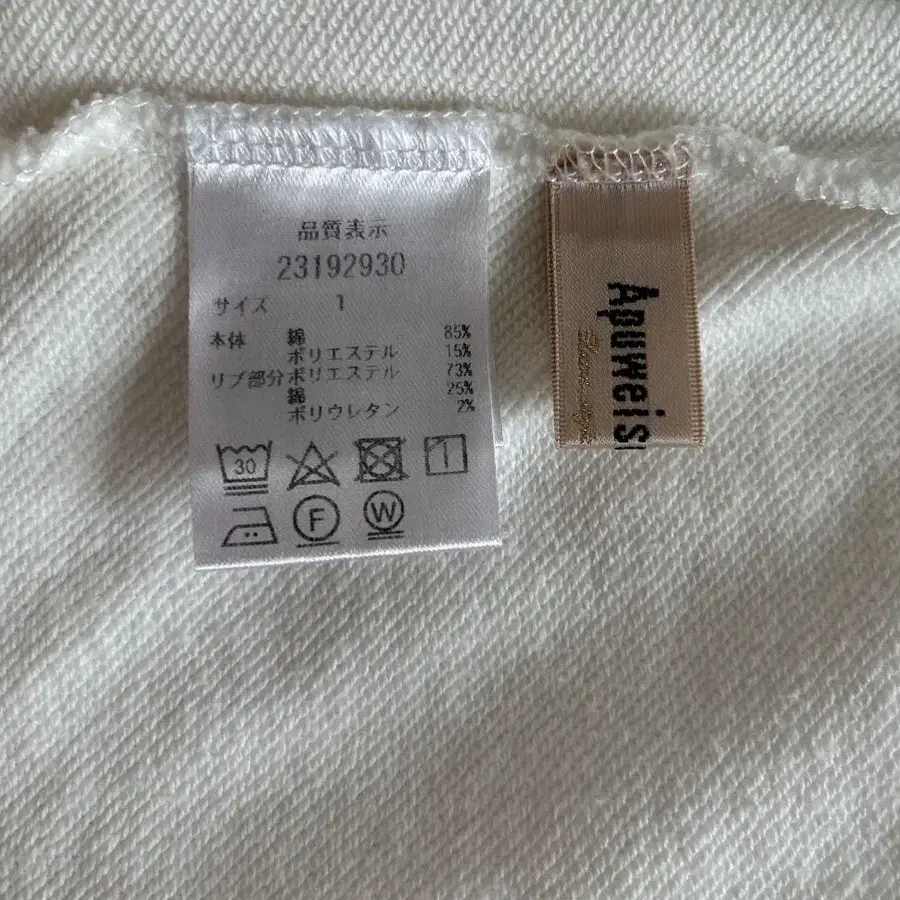 品質表示
23192930
サイズ 1
本体 綿 85%
ポリエステル 15%
リブ部分 ポリエステル 73%
綿 25%
ポリウレタン 2%
30
F W
Apuweis